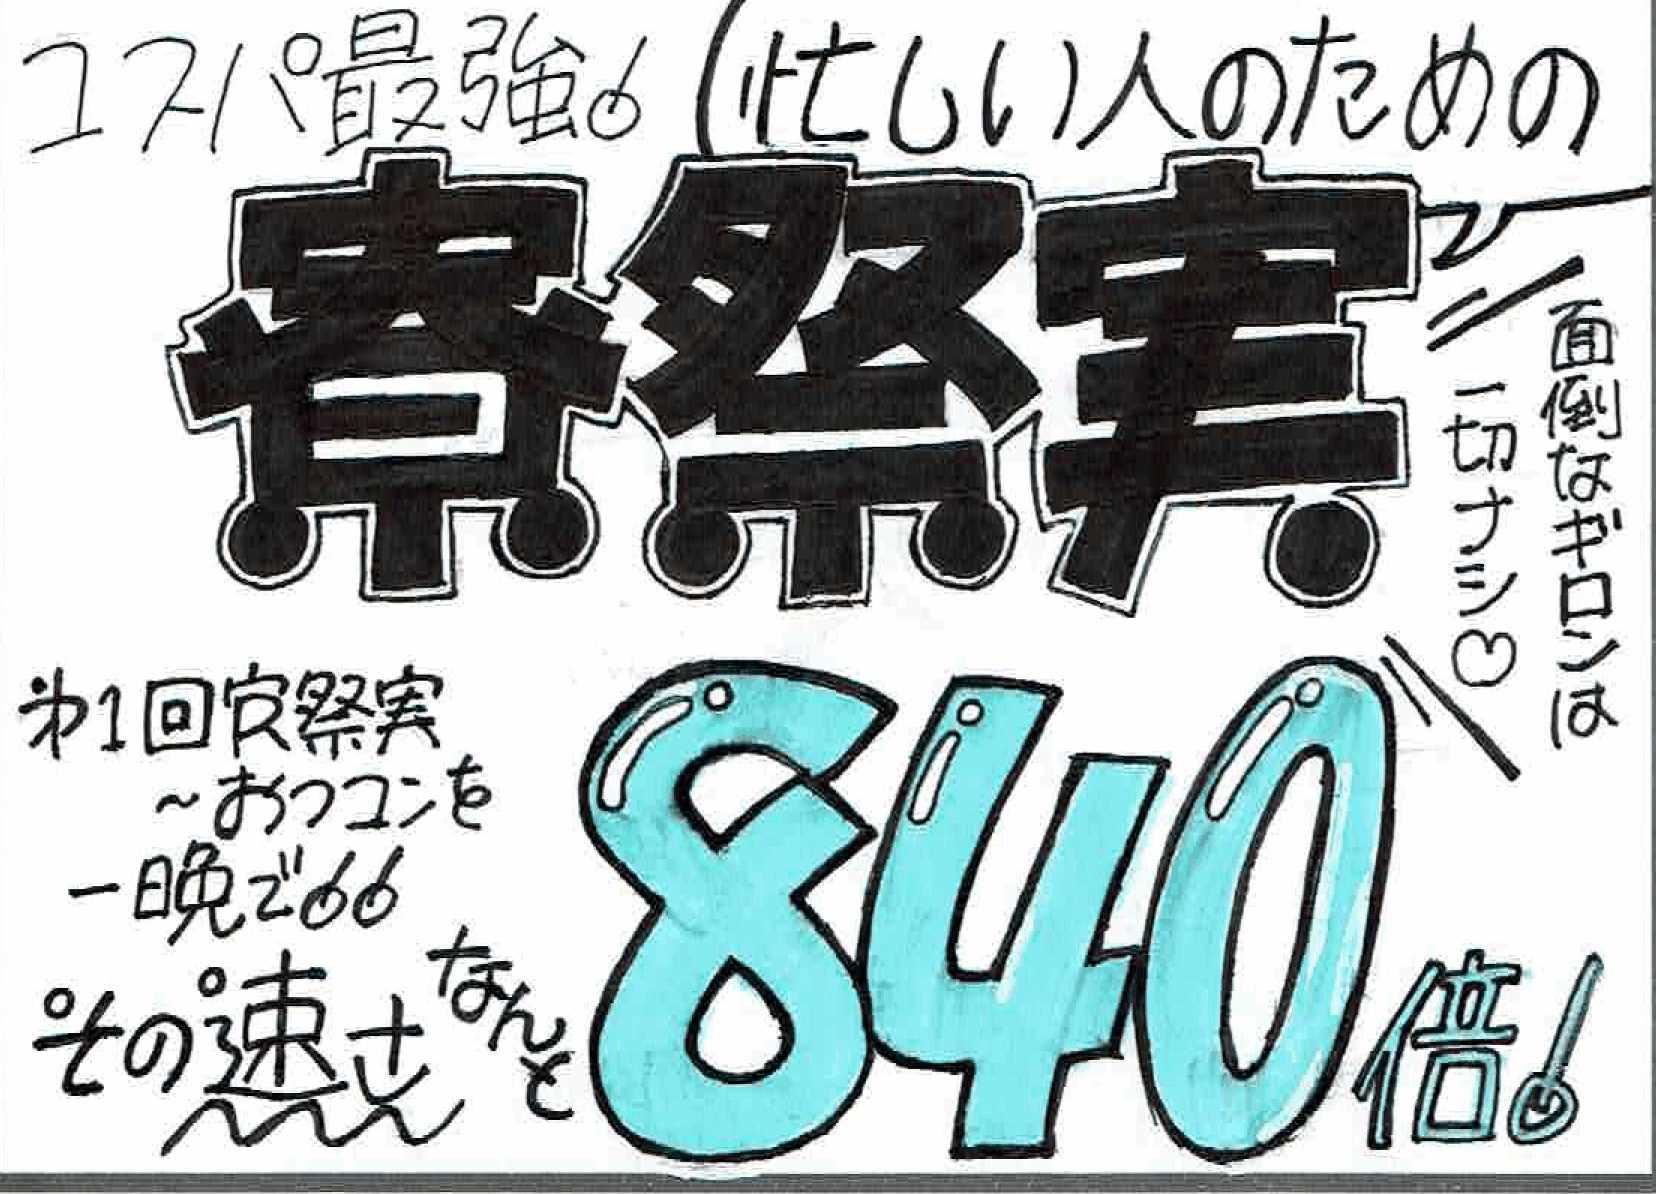 コスパ最強!
(忙しい人のための
寮祭実
面倒なギロンは
一切ナシ♡
第1回寮祭実
~おつコンを
一晩で!!
その速さ
なんと
840倍!